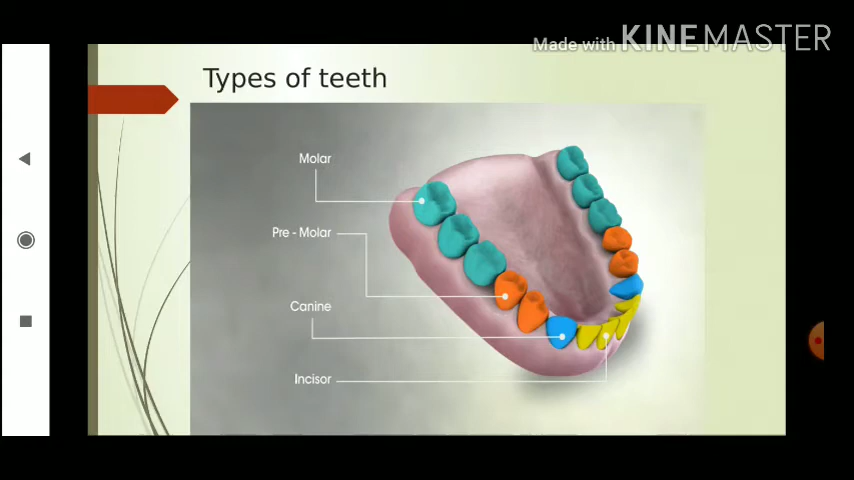 Made with KINEMASTER
Types of teeth
Molar
Pre - Molar
Canine
Incisor